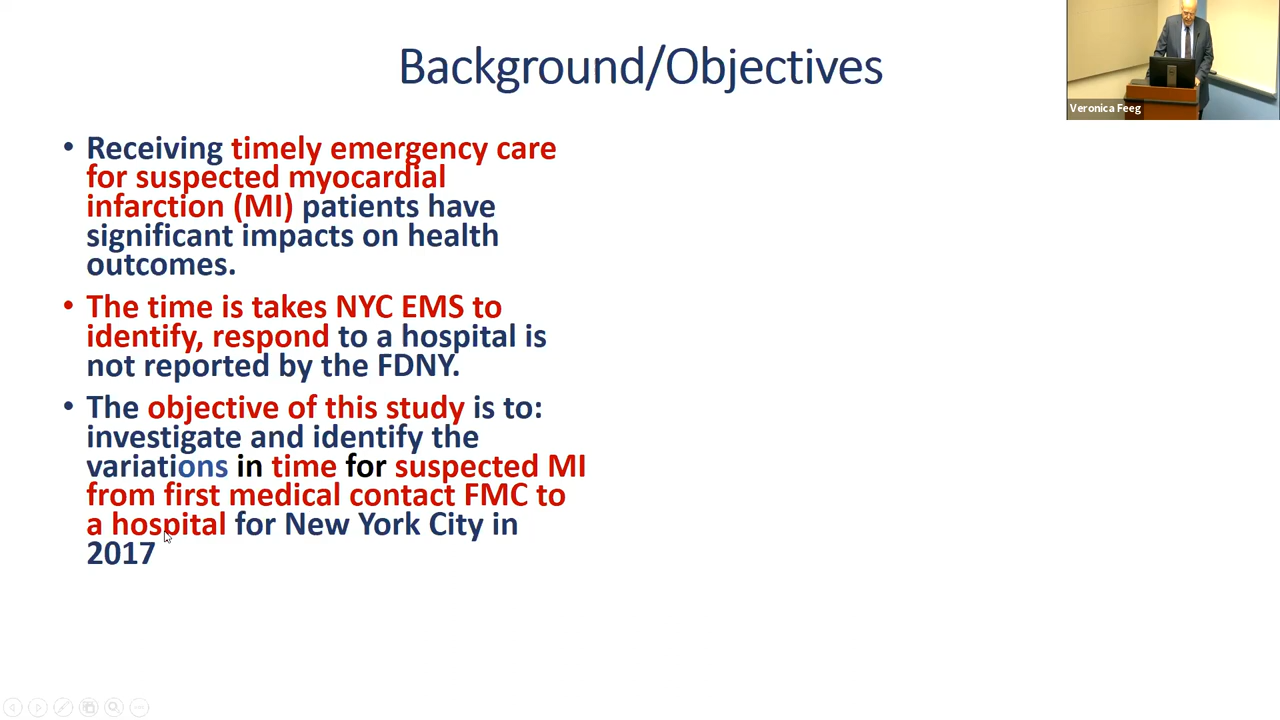 Background/Objectives
Veronica Feeg
• Receiving timely emergency care
for suspected myocardial
infarction (MI) patients have
significant impacts on health
outcomes.
• The time is takes NYC EMS to
identify, respond to a hospital is
not reported by the FDNY.
• The objective of this study is to:
investigate and identify the
variations in time for suspected MI
from first medical contact FMC to
a hospital for New York City in
2017